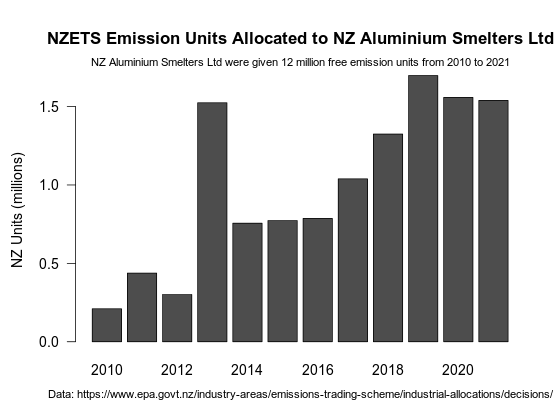 NZETS Emission Units Allocated to NZ Aluminium Smelters Ltd
NZ Aluminium Smelters Ltd were given 12 million free emission units from 2010 to 2021
NZ Units (millions)
1.5
1.0
0.5
0.0
2010 2012 2014 2016 2018 2020
Data: https://www.epa.govt.nz/industry-areas/emissions-trading-scheme/industrial-allocations/decisions/